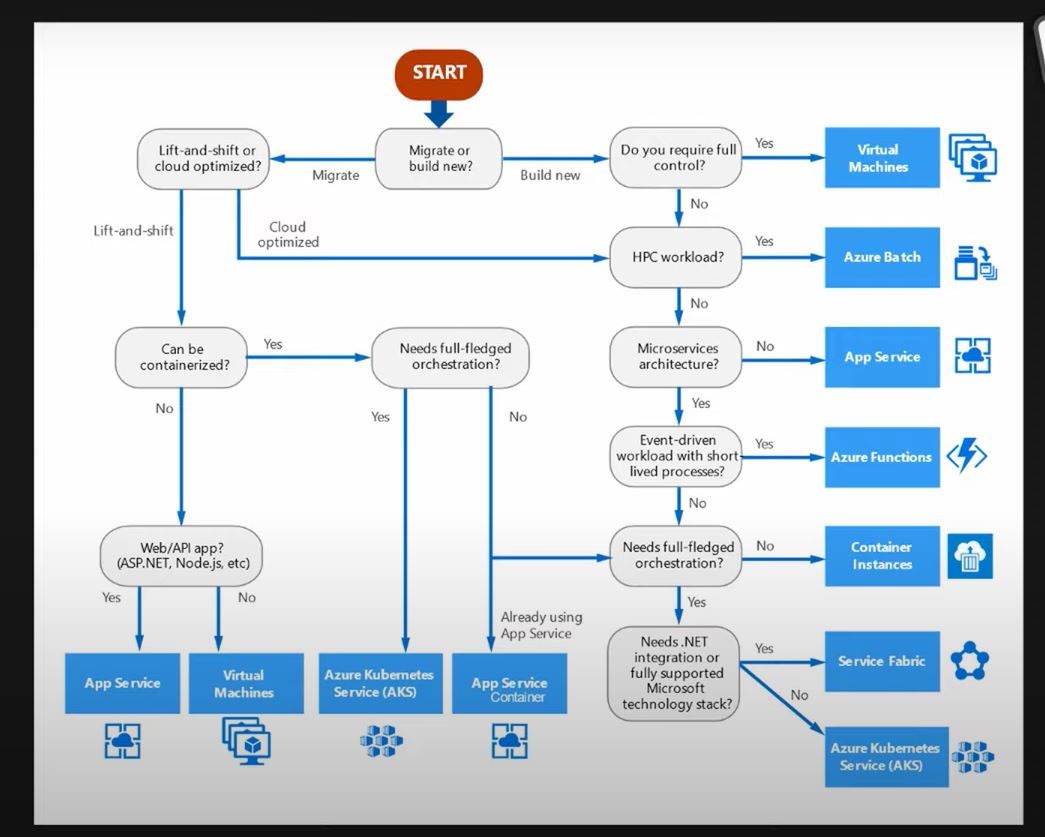 START
Lift-and-shift or
cloud optimized?
Migrate or
build new?
Do you require full
control?
Yes
Virtual
Machines
Migrate
Build new
No
Lift-and-shift
Cloud
optimized
HPC workload?
Yes
Azure Batch
No
Can be
containerized?
Yes
Needs full-fledged
orchestration?
Microservices
architecture?
No
App Service
No
Yes
No
Yes
Event-driven
workload with short-
lived processes?
Yes
Azure Functions
No
Web/API app?
(ASP.NET, Node.js, etc)
Needs full-fledged
orchestration?
No
Container
Instances
Yes
No
Already using
App Service
Yes
App Service
Virtual
Machines
Azure Kubernetes
Service (AKS)
App Service
Container
Needs .NET
integration or
fully supported
Microsoft
technology stack?
Yes
Service Fabric
No
Azure Kubernetes
Service (AKS)